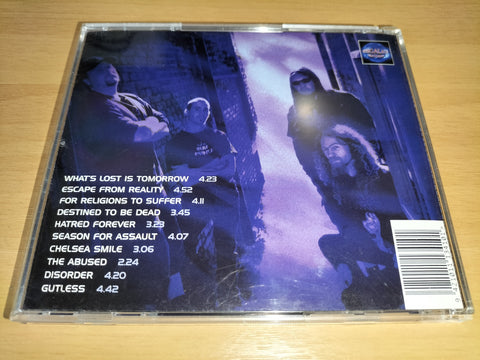 WHAT'S LOST IS TOMORROW 4.23
ESCAPE FROM REALITY 4.52
FOR RELIGIONS TO SUFFER 4.11
DESTINED TO BE DEAD 3.45
HATRED FOREVER 3.23
SEASON FOR ASSAULT 4.07
CHELSEA SMILE 3.06
THE ABUSED 2.24
DISORDER 4.20
GUTLESS 4.42